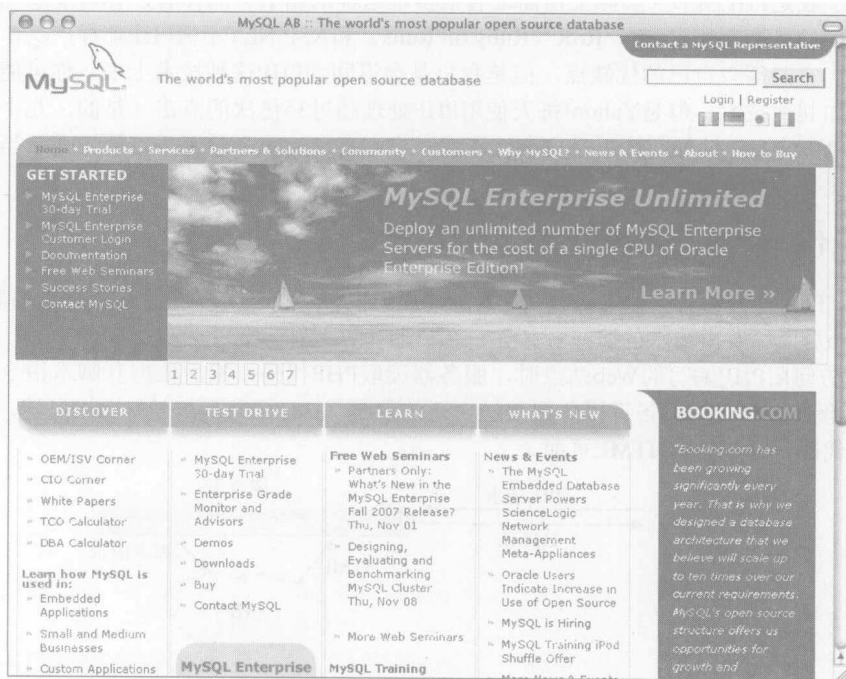 MySQL AB :: The world's most popular open source database
Contact a MySQL Representative
MySQL®
The world's most popular open source database
Search
Login | Register
Home • Products • Services • Partners & Solutions • Community • Customers • Why MySQL? • News & Events • About • How to Buy
GET STARTED
MySQL Enterprise
30-day Trial
MySQL Enterprise
Customer Login
Documentation
Free Web Seminars
Success Stories
Contact MySQL
MySQL Enterprise Unlimited
Deploy an unlimited number of MySQL Enterprise
Servers for the cost of a single CPU of Oracle
Enterprise Edition!
Learn More »
1 2 3 4 5 6 7
DISCOVER
OEM/ISV Corner
CIO Corner
White Papers
TCO Calculator
DBA Calculator
Learn how MySQL is
used in:
Embedded
Applications
Small and Medium
Businesses
Custom Applications
TEST DRIVE
MySQL Enterprise
30-day Trial
Enterprise Grade
Monitor and
Advisors
Demos
Downloads
Buy
Contact MySQL
MySQL Enterprise
LEARN
Free Web Seminars
Partners Only:
What's New in the
MySQL Enterprise
Fall 2007 Release?
Thu, Nov 01
Designing,
Evaluating and
Benchmarking
MySQL Cluster
Thu, Nov 08
More Web Seminars
MySQL Training
WHAT'S NEW
News & Events
The MySQL
Embedded Database
Server Powers
ScienceLogic
Network
Management
Meta-Appliances
Oracle Users
Indicate Increase in
Use of Open Source
MySQL is Hiring
MySQL Training iPod
Shuffle Offer
More News & Events
BOOKING.COM
"Booking.com has
been growing
significantly every
year. That is why we
designed a database
architecture that we
believe will scale up
to ten times over our
current requirements.
MySQL's open source
structure offers us
opportunities for
growth and